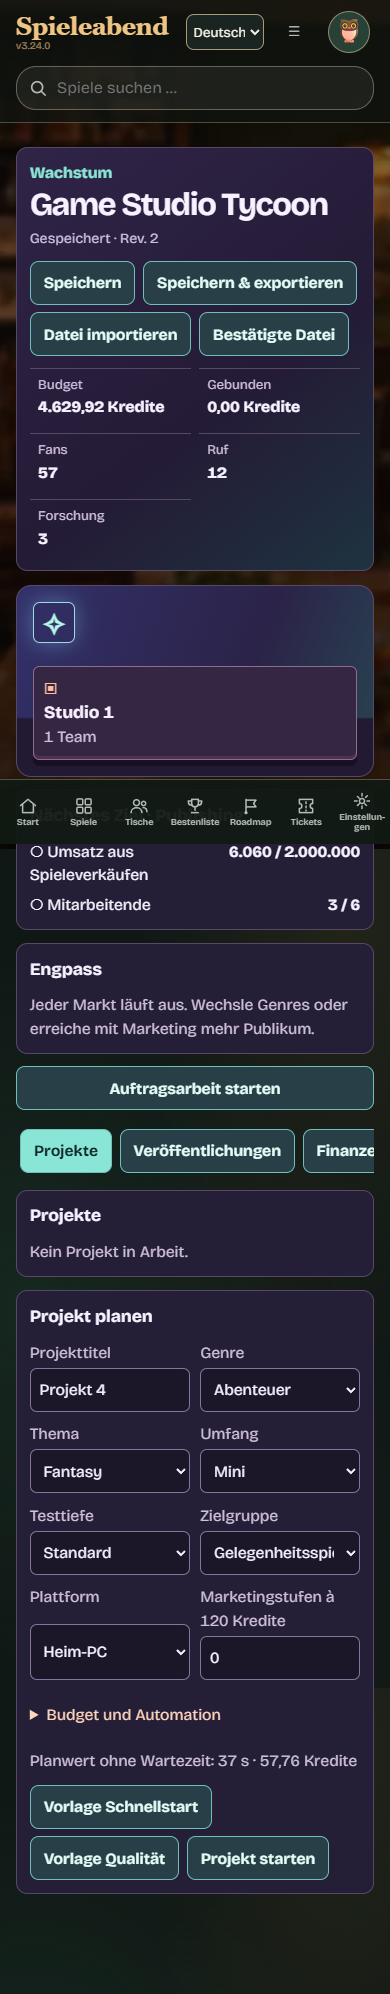 Spieleabend
v3.24.0
Deutsch
Spiele suchen ...
Wachstum
Game Studio Tycoon
Gespeichert · Rev. 2
Speichern
Speichern & exportieren
Datei importieren
Bestätigte Datei
Budget
4.629,92 Kredite
Gebunden
0,00 Kredite
Fans
57
Ruf
12
Forschung
3
Studio 1
1 Team
Start
Spiele
Tische
Bestenliste
Roadmap
Tickets
Einstellun-
gen
Umsatz aus
Spieleverkäufen
6.060 / 2.000.000
Mitarbeitende
3 / 6
Engpass
Jeder Markt läuft aus. Wechsle Genres oder
erreiche mit Marketing mehr Publikum.
Auftragsarbeit starten
Projekte
Veröffentlichungen
Finanze
Projekte
Kein Projekt in Arbeit.
Projekt planen
Projekttitel
Genre
Projekt 4
Abenteuer
Thema
Umfang
Fantasy
Mini
Testtiefe
Zielgruppe
Standard
Gelegenheitsspi
Plattform
Marketingstufen à
120 Kredite
Heim-PC
0
Budget und Automation
Planwert ohne Wartezeit: 37 s · 57,76 Kredite
Vorlage Schnellstart
Vorlage Qualität
Projekt starten